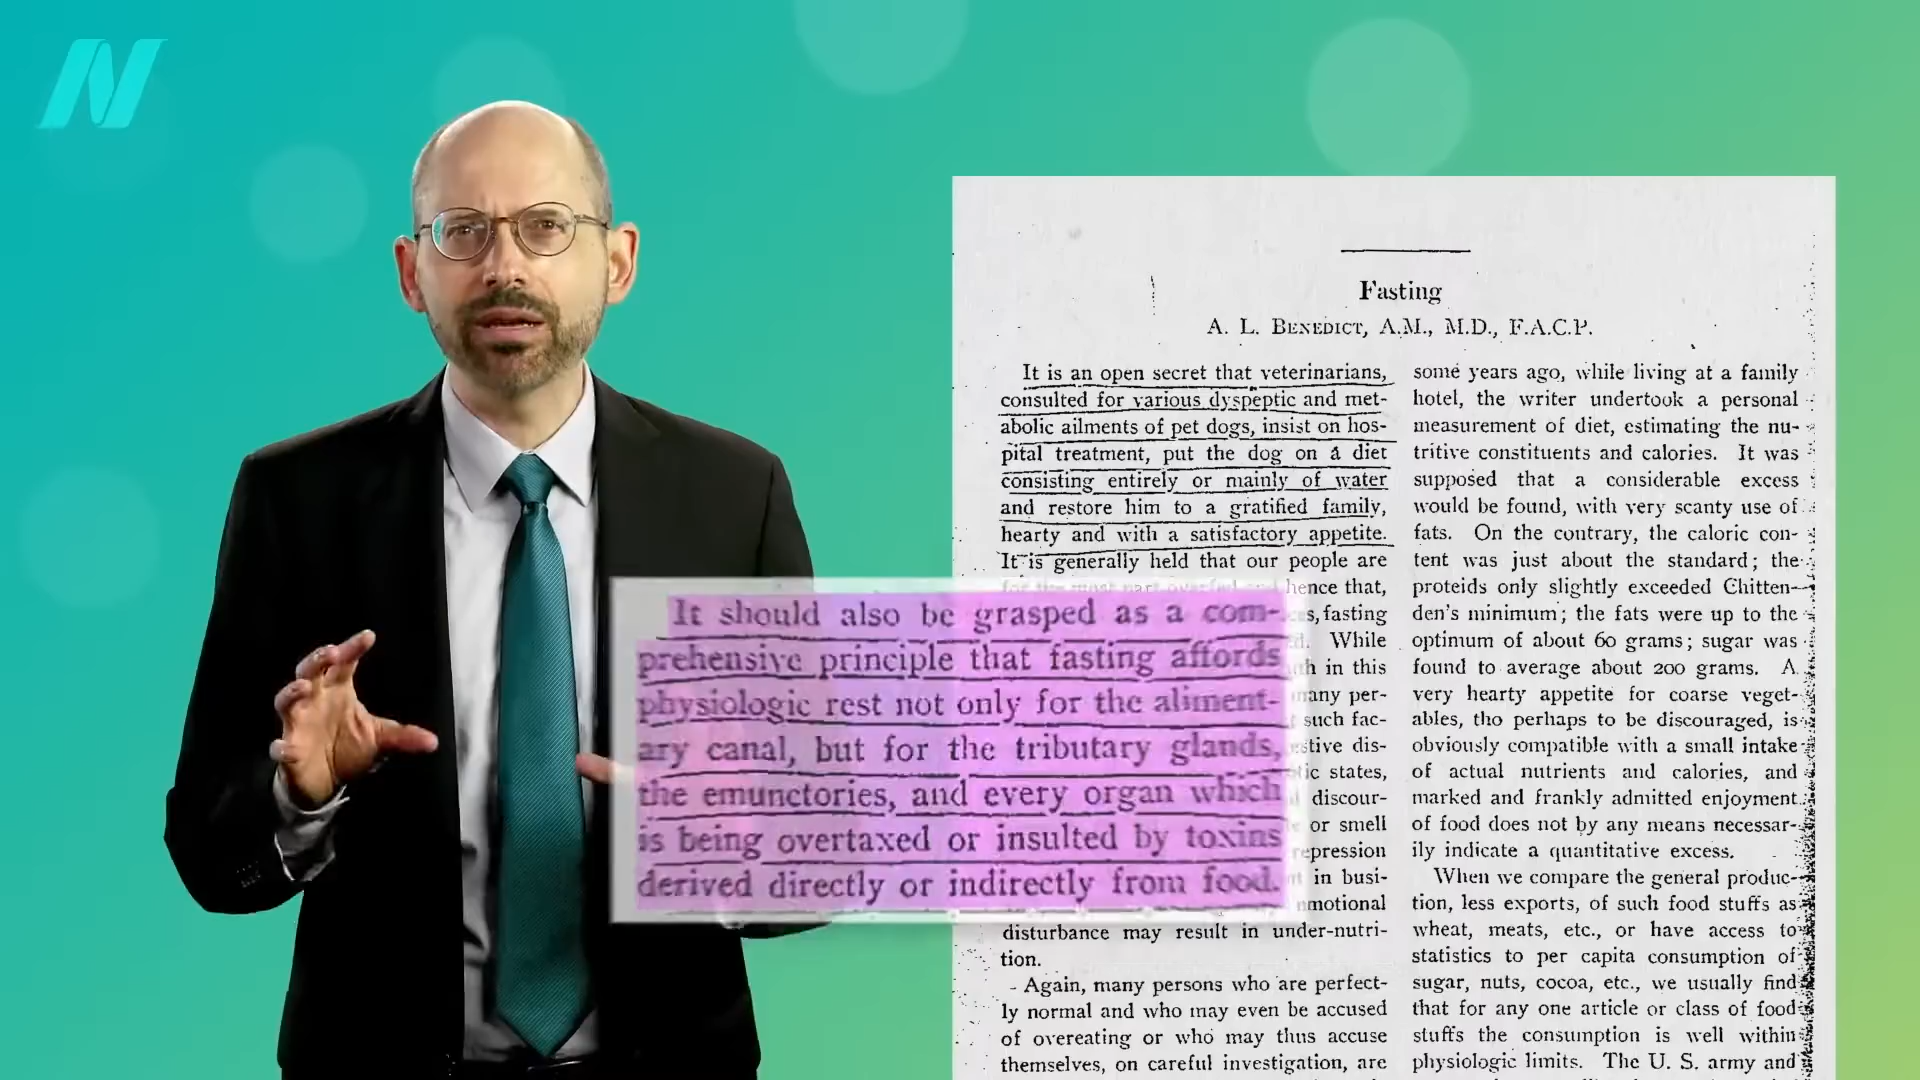 N
Fasting
A. L. BENEDICT, A.M., M.D., F.A.C.P.
It is an open secret that veterinarians,
consulted for various dyspeptic and met-
abolic ailments of pet dogs, insist on hos-
pital treatment, put the dog on a diet
consisting entirely or mainly of water
and restore him to a gratified family,
hearty and with a satisfactory appetite.
It is generally held that our people are
for the most part overfed and hence that,
fasting
While
in this
per-
such fac-
dis-
states,
discour-
or smell
in busi-
disturbance may result in under-nutri-
tion.
- Again, many persons who are perfect-
ly normal and who may even be accused
of overeating or who may thus accuse
themselves, on careful investigation, are
It should also be grasped as a com-
prehensive principle that fasting affords
physiologic rest not only for the aliment-
ary canal, but for the tributary glands,
the emunctories, and every organ which
is being overtaxed or insulted by toxins
derived directly or indirectly from food.
some years ago, while living at a family
hotel, the writer undertook a personal
measurement of diet, estimating the nu-
tritive constituents and calories. It was
supposed that a considerable excess
would be found, with very scanty use of
fats. On the contrary, the caloric con-
tent was just about the standard; the
proteids only slightly exceeded Chitten-
den's minimum; the fats were up to the
optimum of about 60 grams; sugar was
found to average about 200 grams. A
very hearty appetite for coarse veget-
ables, tho perhaps to be discouraged, is
obviously compatible with a small intake
of actual nutrients and calories, and
marked and frankly admitted enjoyment
of food does not by any means necessar-
ily indicate a quantitative excess.
When we compare the general produc-
tion, less exports, of such food stuffs as
wheat, meats, etc., or have access to
statistics to per capita consumption of
sugar, nuts, cocoa, etc., we usually find
that for any one article or class of food
stuffs the consumption is well within
physiologic limits. The U. S. army and